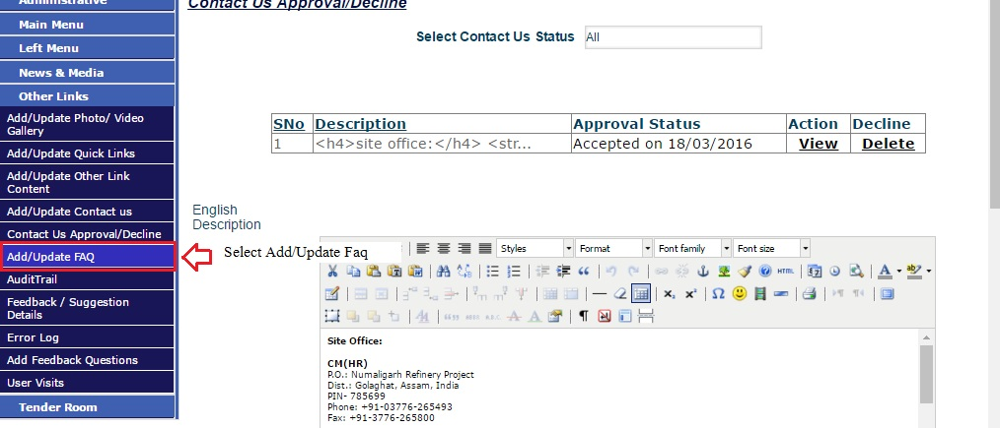 Administrative
Main Menu
Left Menu
News & Media
Other Links
Add/Update Photo/ Video
Gallery
Add/Update Quick Links
Add/Update Other Link
Content
Add/Update Contact us
Contact Us Approval/Decline
Add/Update FAQ
AuditTrail
Feedback / Suggestion
Details
Error Log
Add Feedback Questions
User Visits
Tender Room
Contact Us Approval/Decline
Select Contact Us Status All
SNo Description Approval Status Action Decline
1 <h4>site office:</h4> <str... Accepted on 18/03/2016 View Delete
English
Description
Select Add/Update Faq
Styles Format Font family Font size
HTML
Site Office:
CM(HR)
P.O.: Numaligarh Refinery Project
Dist.: Golaghat, Assam, India
PIN- 785699
Phone: +91-03776-265493
Fax: +91-3776-265800